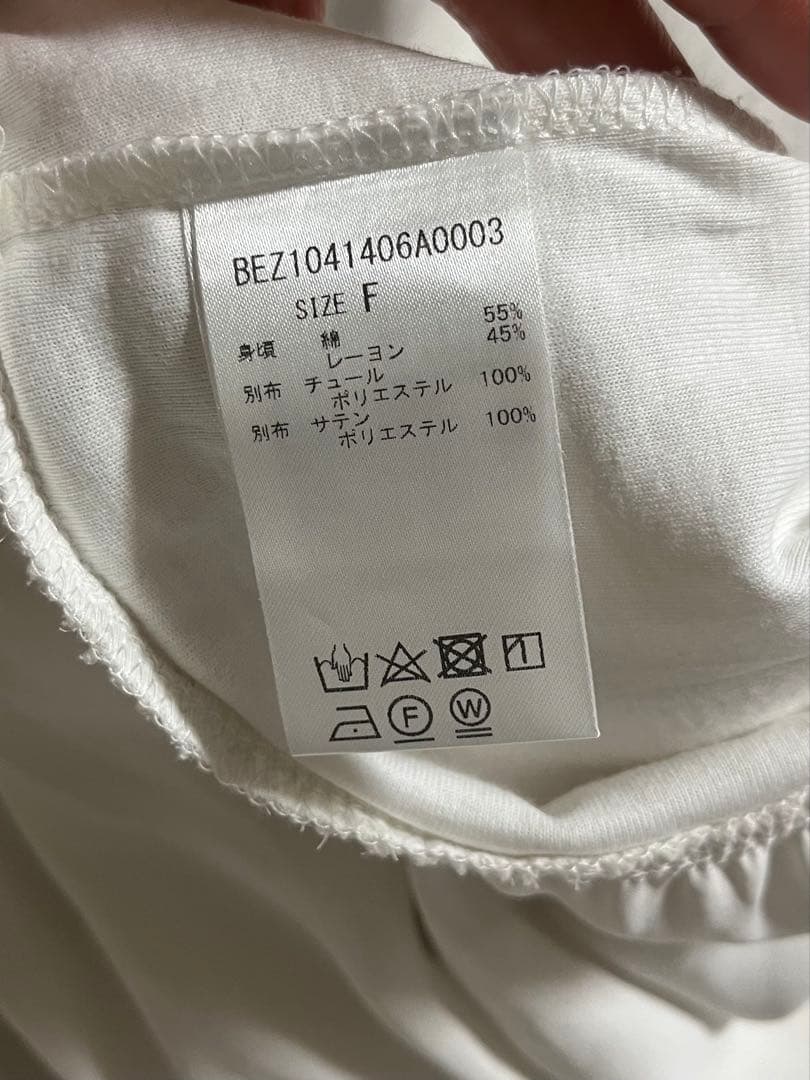 BEZ1041406A0003
SIZE F
身頃 綿 55%
レーヨン 45%
別布 チュール
ポリエステル 100%
別布 サテン
ポリエステル 100%
F W